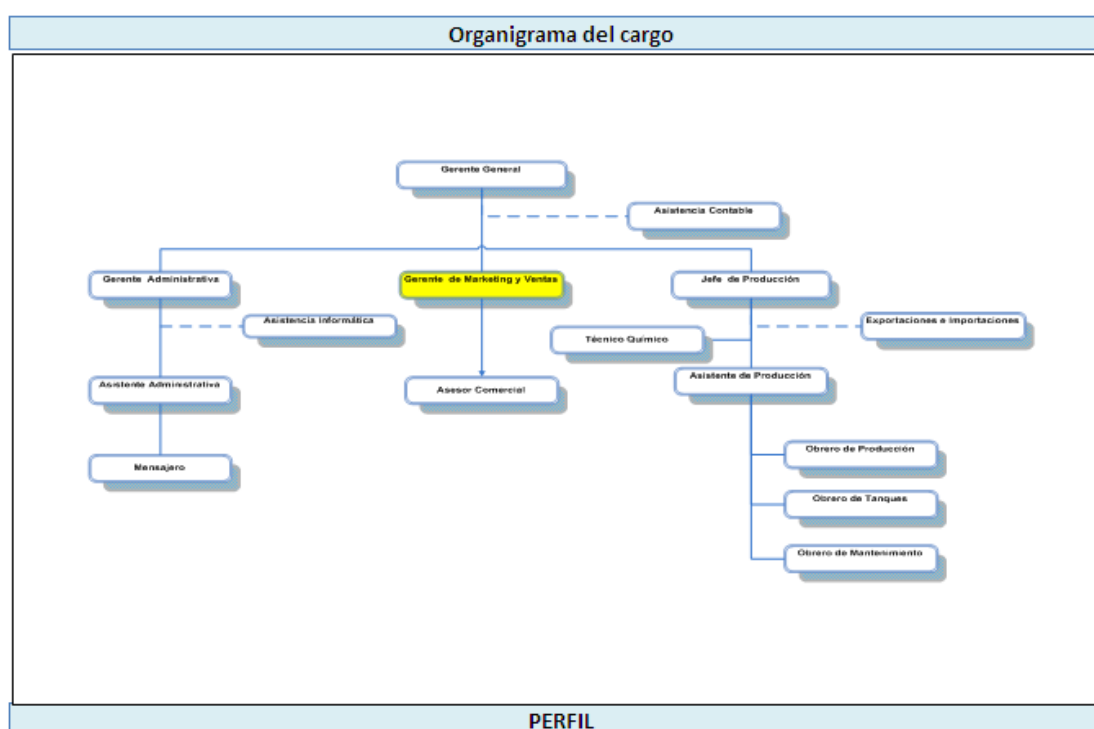 Organigrama del cargo
Gerente General
Asistencia Contable
Gerente Administrativa
Gerente de Marketing y Ventas
Jefe de Producción
Asistencia Informática
Exportaciones e Importaciones
Técnico Químico
Asistente Administrativa
Asesor Comercial
Asistente de Producción
Mensajero
Obrero de Producción
Obrero de Tanques
Obrero de Mantenimiento
PERFIL